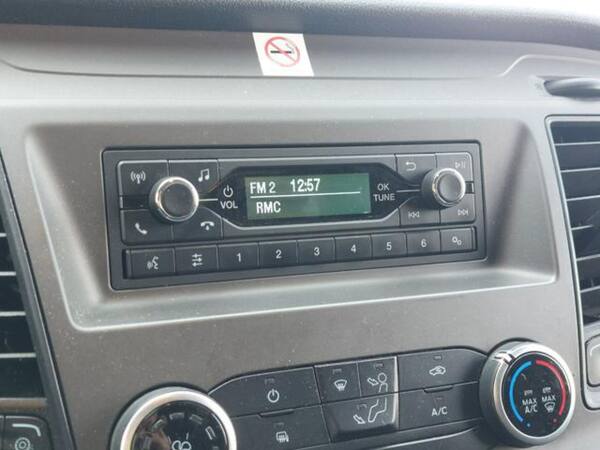 FM 2 12:57
RMC
VOL
OK
TUNE
1 2 3 4 5 6
MAX
A/C
A/C
MAX